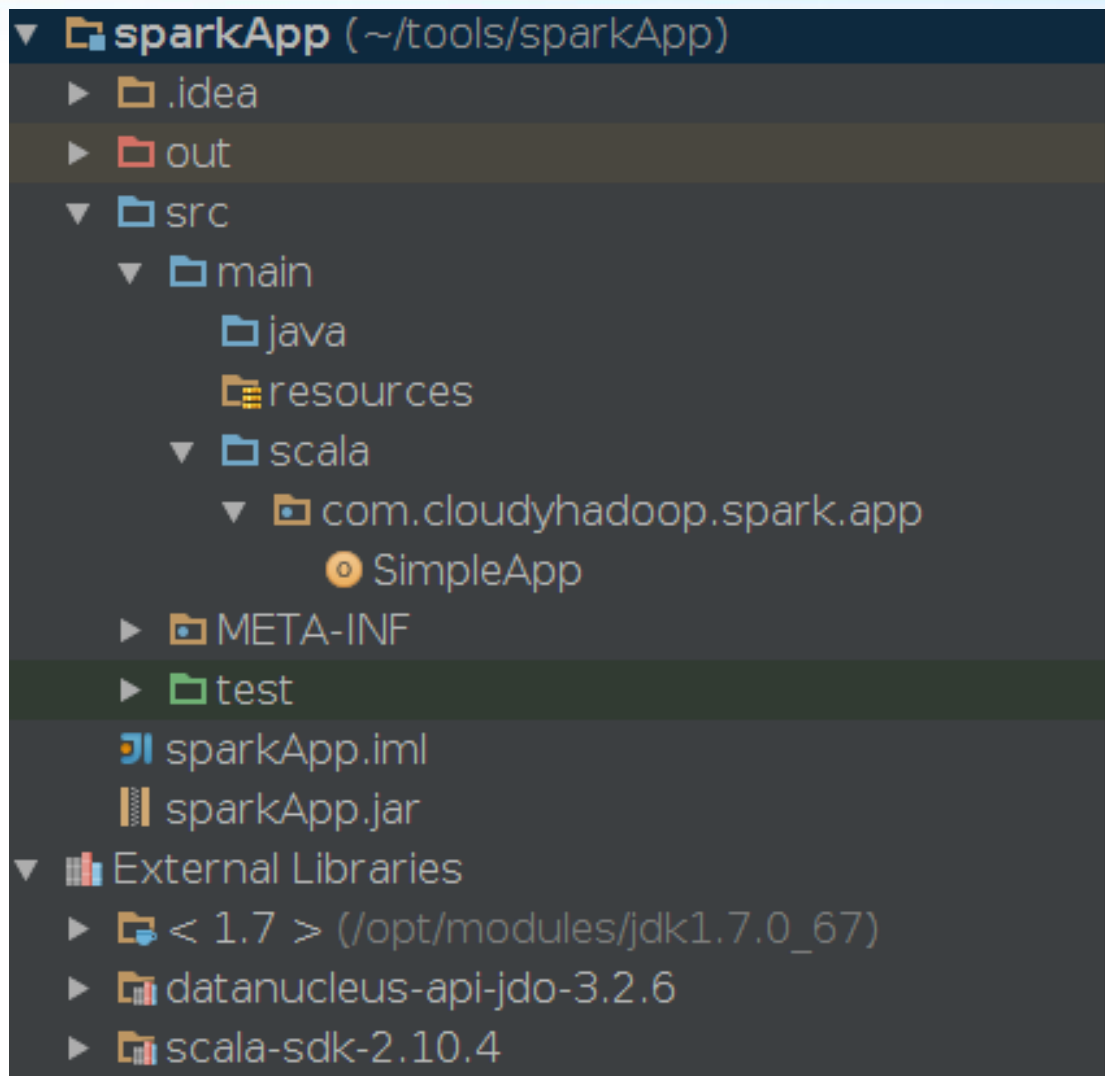 sparkApp (~/tools/sparkApp)
.idea
out
src
main
java
resources
scala
com.cloudyhadoop.spark.app
SimpleApp
META-INF
test
sparkApp.iml
sparkApp.jar
External Libraries
< 1.7 > (/opt/modules/jdk1.7.0_67)
datanucleus-api-jdo-3.2.6
scala-sdk-2.10.4